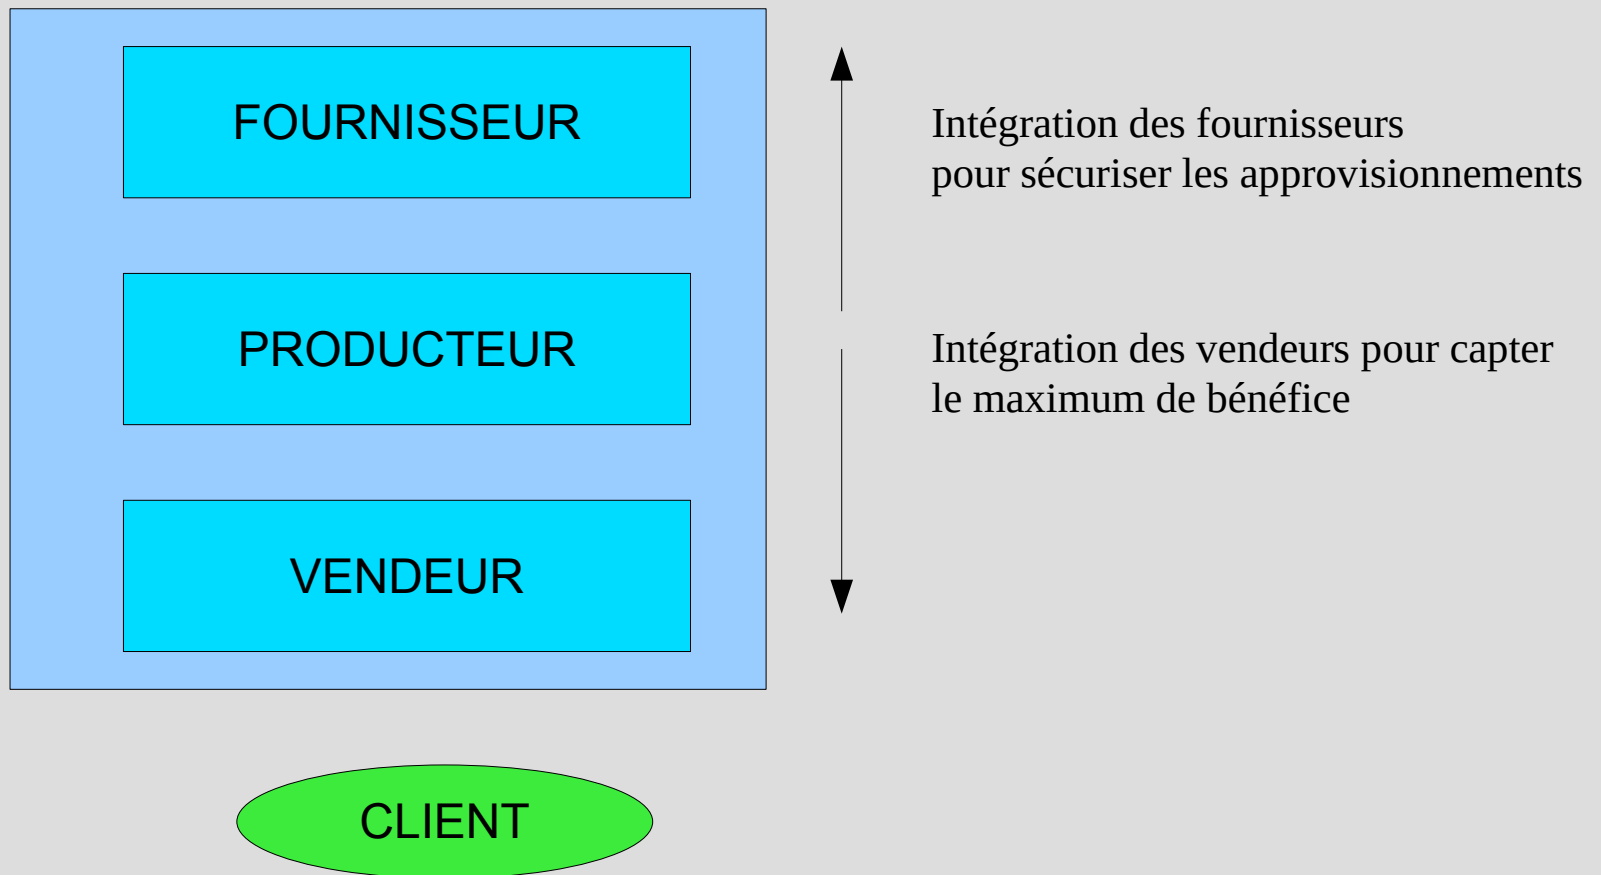 FOURNISSEUR
Intégration des fournisseurs
pour sécuriser les approvisionnements
PRODUCTEUR
Intégration des vendeurs pour capter
le maximum de bénéfice
VENDEUR
CLIENT